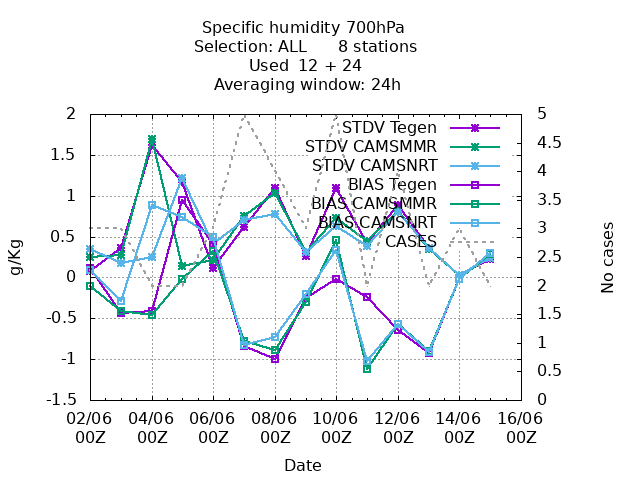 Specific humidity 700hPa
Selection: ALL 8 stations
Used 12 + 24
Averaging window: 24h
2
1.5
1
0.5
0
-0.5
-1
-1.5
g/Kg
5
4.5
4
3.5
3
2.5
2
1.5
1
0.5
0
No cases
STDV Tegen
STDV CAMSMMR
STDV CAMSNRT
BIAS Tegen
BIAS CAMSMMR
BIAS CAMSNRT
CASES
02/06 04/06 06/06 08/06 10/06 12/06 14/06 16/06
00Z 00Z 00Z 00Z 00Z 00Z 00Z 00Z
Date